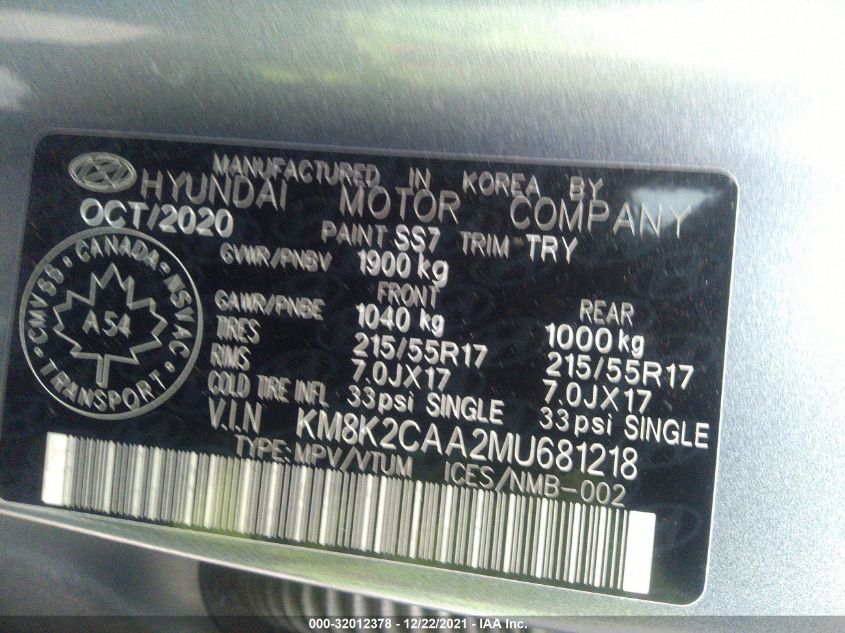 MANUFACTURED IN KOREA BY
HYUNDAI MOTOR COMPANY
OCT/2020 PAINT SS7 TRIM TRY
GVWR/PNBV 1900 kg
FRONT REAR
GAWR/PNBE 1040 kg 1000 kg
TIRES 215/55R17 215/55R17
RIMS 7.0JX17 7.0JX17
COLD TIRE INFL 33psi SINGLE 33psi SINGLE
V.I.N KM8K2CAA2MU681218
TYPE:MPV/VTUM ICES/NMB-002
CMVSS • CANADA • NSVAC • TRANSPORT •
A54
000-32012378 - 12/22/2021 - IAA Inc.